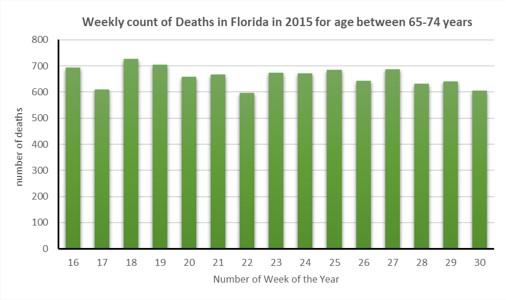 Weekly count of Deaths in Florida in 2015 for age between 65-74 years
800
700
600
500
400
300
200
100
0
number of deaths
16 17 18 19 20 21 22 23 24 25 26 27 28 29 30
Number of Week of the Year